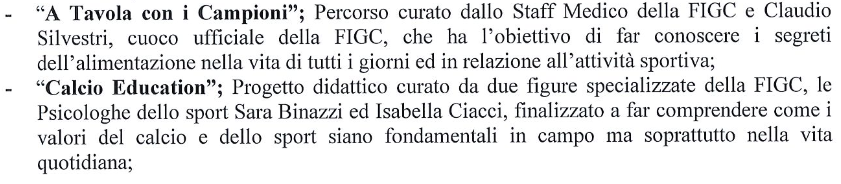 - “A Tavola con i Campioni”; Percorso curato dallo Staff Medico della FIGC e Claudio
Silvestri, cuoco ufficiale della FIGC, che ha l’obiettivo di far conoscere i segreti
dell’alimentazione nella vita di tutti i giorni ed in relazione all’attività sportiva;
- “Calcio Education”; Progetto didattico curato da due figure specializzate della FIGC, le
Psicologhe dello sport Sara Binazzi ed Isabella Ciacci, finalizzato a far comprendere come i
valori del calcio e dello sport siano fondamentali in campo ma soprattutto nella vita
quotidiana;